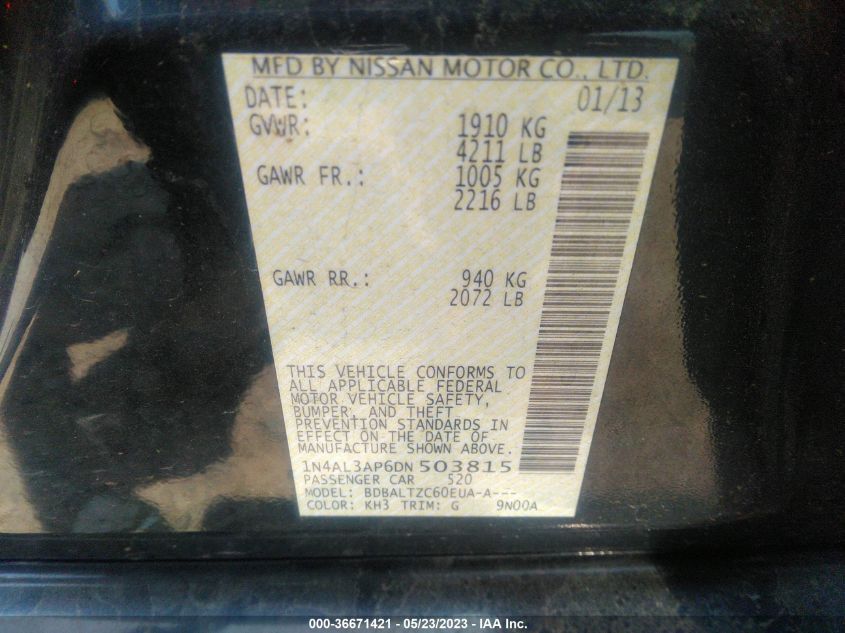 MFD BY NISSAN MOTOR CO., LTD.
DATE: 01/13
GVWR: 1910 KG
4211 LB
GAWR FR.: 1005 KG
2216 LB
GAWR RR.: 940 KG
2072 LB
THIS VEHICLE CONFORMS TO
ALL APPLICABLE FEDERAL
MOTOR VEHICLE SAFETY,
BUMPER, AND THEFT
PREVENTION STANDARDS IN
EFFECT ON THE DATE OF
MANUFACTURE SHOWN ABOVE.
1N4AL3AP6DN 503815
PASSENGER CAR 520
MODEL: BDBALTZC60EUA-A---
COLOR: KH3 TRIM: G 9N00A
000-36671421 - 05/23/2023 - IAA Inc.